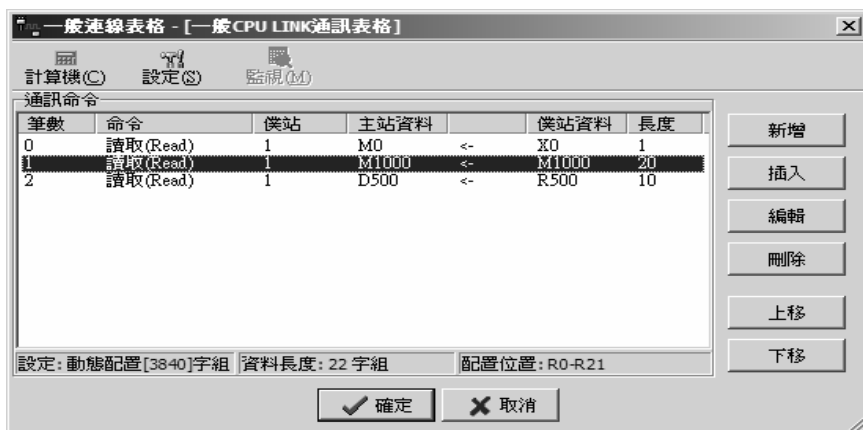 一般連線表格 - [一般CPU LINK通訊表格]
計算機(C) 設定(S) 監視(M)
通訊命令
筆數 命令 僕站 主站資料 僕站資料 長度
0 讀取(Read) 1 M0 <- X0 1
1 讀取(Read) 1 M1000 <- M1000 20
2 讀取(Read) 1 D500 <- R500 10
新增
插入
編輯
刪除
上移
下移
設定: 動態配置[3840]字組 資料長度: 22 字組 配置位置: R0-R21
確定 取消